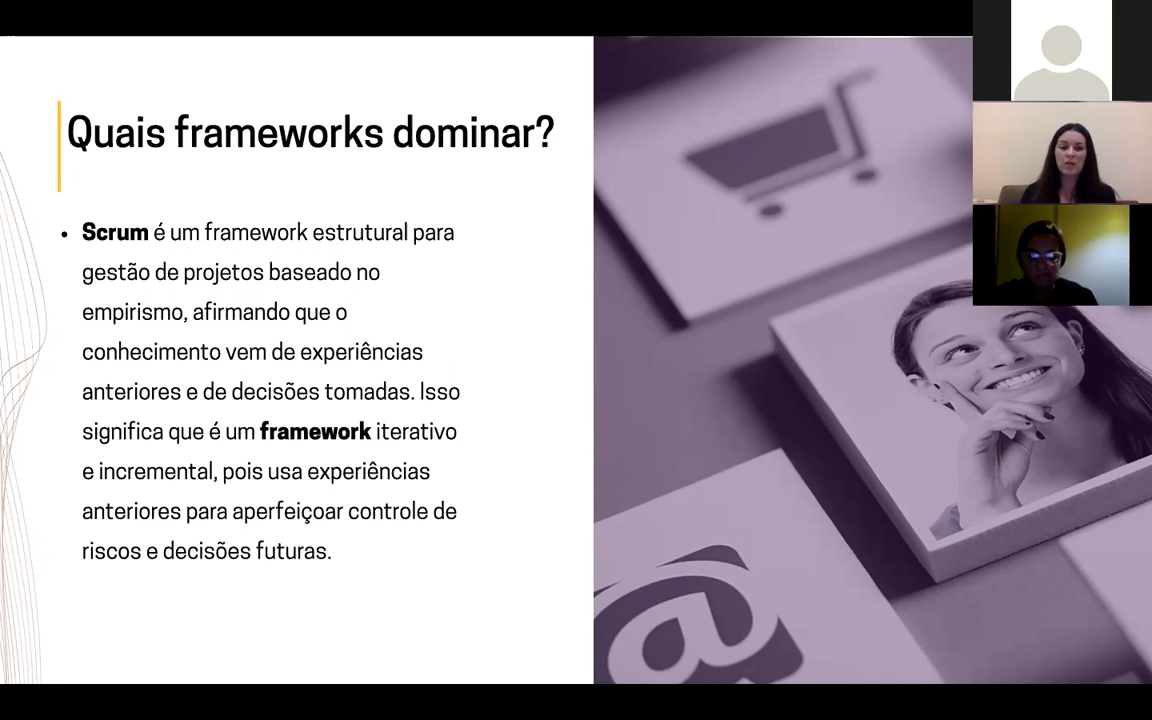 Quais frameworks dominar?
• Scrum é um framework estrutural para
gestão de projetos baseado no
empirismo, afirmando que o
conhecimento vem de experiências
anteriores e de decisões tomadas. Isso
significa que é um framework iterativo
e incremental, pois usa experiências
anteriores para aperfeiçoar controle de
riscos e decisões futuras.
@